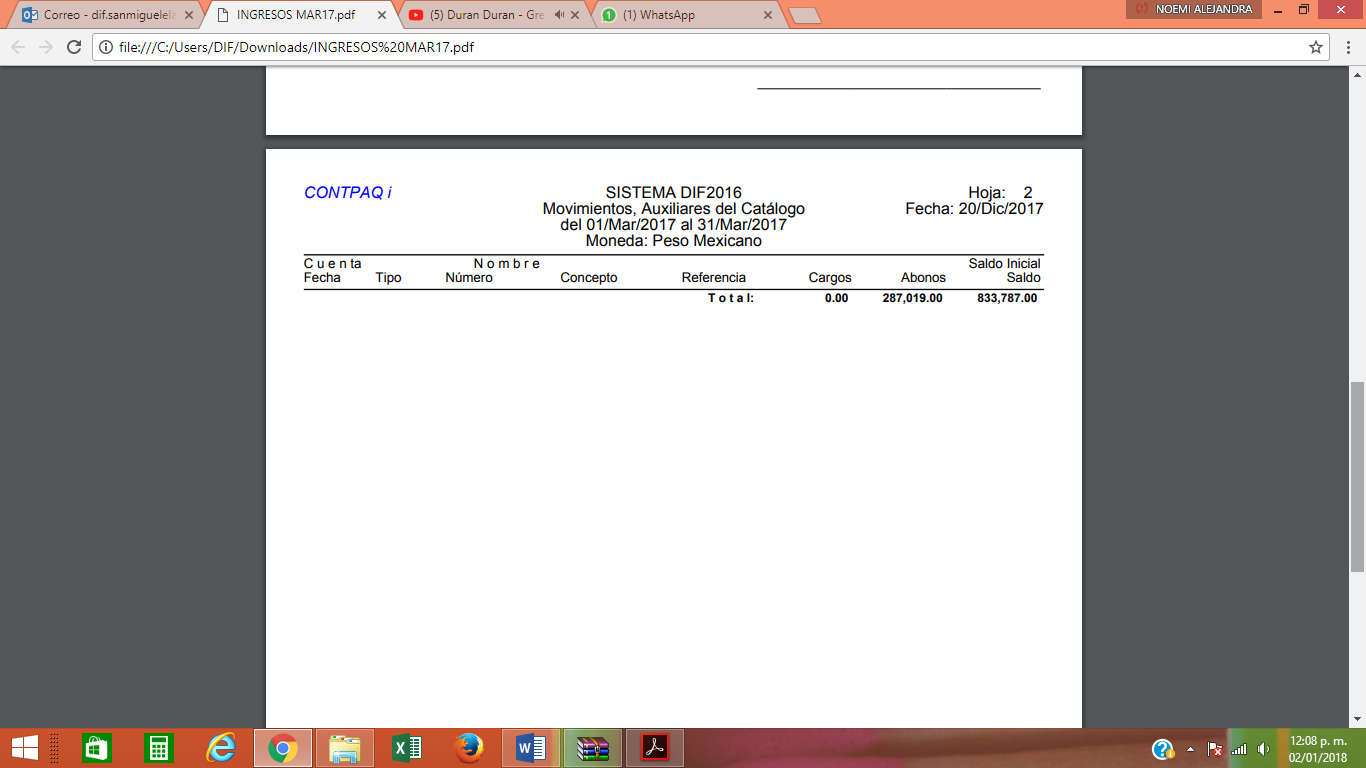 Correo - dif.sanmiguelela
INGRESOS MAR17.pdf
(5) Duran Duran - Gre
(1) WhatsApp
NOEMI ALEJANDRA
file:///C:/Users/DIF/Downloads/INGRESOS%20MAR17.pdf
CONTPAQ i
SISTEMA DIF2016
Hoja: 2
Movimientos, Auxiliares del Catálogo
Fecha: 20/Dic/2017
del 01/Mar/2017 al 31/Mar/2017
Moneda: Peso Mexicano
C u e n t a N o m b r e Saldo Inicial
Fecha Tipo Número Concepto Referencia Cargos Abonos Saldo
T o t a l: 0.00 287,019.00 833,787.00
12:08 p. m.
02/01/2018